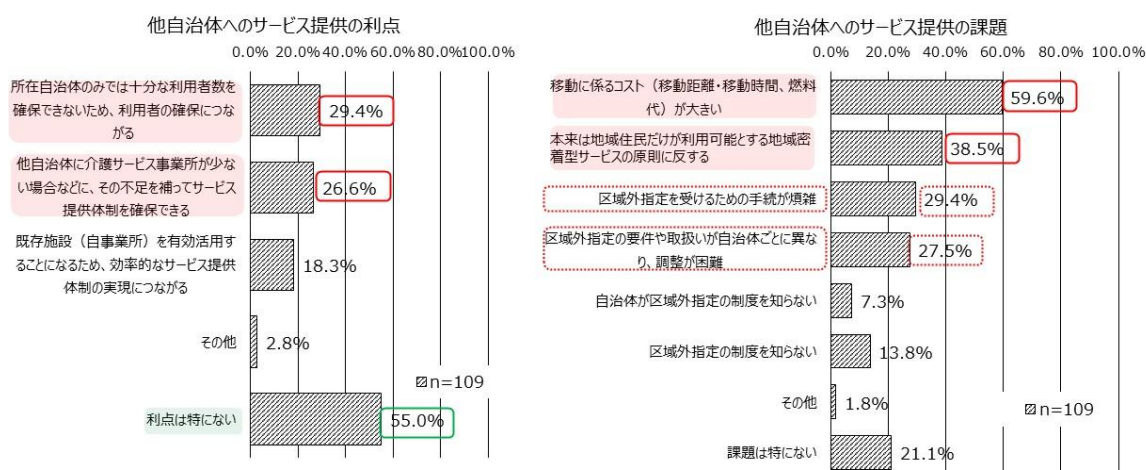 他自治体へのサービス提供の利点
0.0% 20.0% 40.0% 60.0% 80.0%100.0%
所在自治体のみでは十分な利用者数を
確保できないため、利用者の確保につな
がる
29.4%
他自治体に介護サービス事業所が少な
い場合などに、その不足を補ってサービス
提供体制を確保できる
26.6%
既存施設（自事業所）を有効活用す
ることになるため、効率的なサービス提供
体制の実現につながる
18.3%
その他
2.8%
n=109
利点は特にない
55.0%
他自治体へのサービス提供の課題
0.0% 20.0% 40.0% 60.0% 80.0% 100.0%
移動に係るコスト（移動距離・移動時間、燃料
代）が大きい
59.6%
本来は地域住民だけが利用可能とする地域密
着型サービスの原則に反する
38.5%
区域外指定を受けるための手続が煩雑
29.4%
区域外指定の要件や取扱いが自治体ごとに異な
り、調整が困難
27.5%
自治体が区域外指定の制度を知らない
7.3%
区域外指定の制度を知らない
13.8%
その他
1.8%
n=109
課題は特にない
21.1%